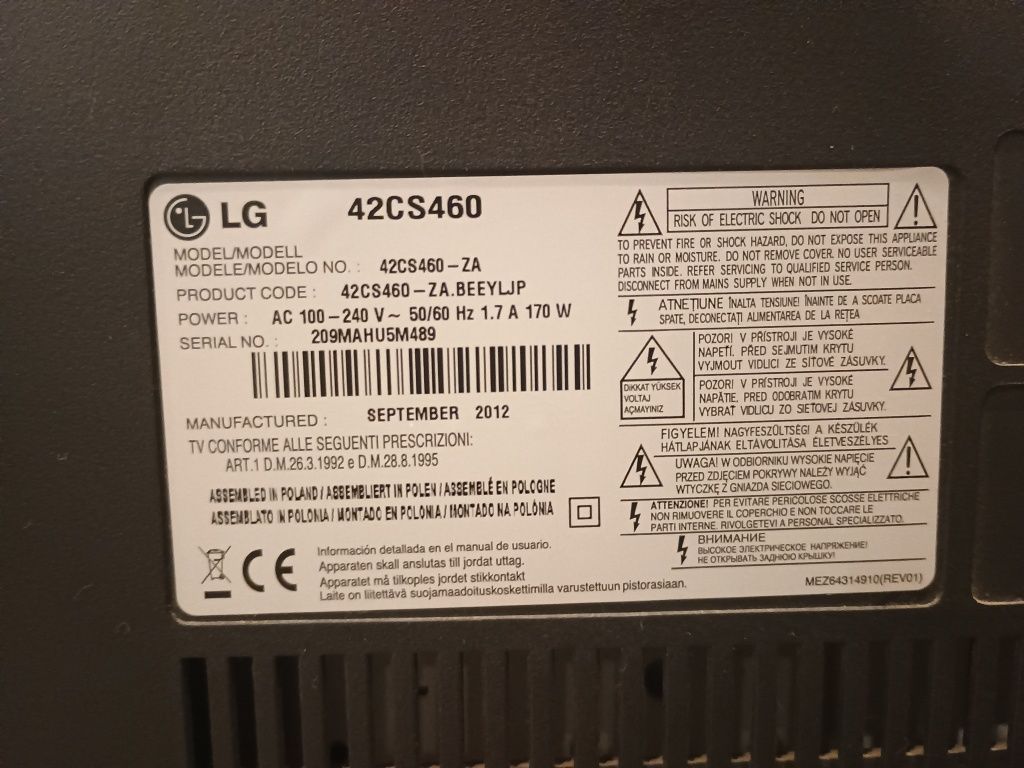 LG 42CS460
MODEL/MODELL
MODELE/MODELO NO. : 42CS460-ZA
PRODUCT CODE : 42CS460-ZA.BEEYLJP
POWER : AC 100-240 V~ 50/60 Hz 1.7 A 170 W
SERIAL NO. : 209MAHU5M489
MANUFACTURED : SEPTEMBER 2012
TV CONFORME ALLE SEGUENTI PRESCRIZIONI:
ART.1 D.M.26.3.1992 e D.M.28.8.1995
ASSEMBLED IN POLAND / ASSEMBLIERT IN POLEN / ASSEMBLÉ EN POLOGNE
ASSEMBLATO IN POLONIA / MONTADO EN POLONIA / MONTADO NA POLÓNIA
CE
Información detallada en el manual de usuario.
Apparaten skall anslutas till jordat uttag.
Apparatet må tilkoples jordet stikkontakt
Laite on liitettävä suojamaadoituskoskettimilla varustettuun pistorasiaan.
WARNING
RISK OF ELECTRIC SHOCK DO NOT OPEN
TO PREVENT FIRE OR SHOCK HAZARD, DO NOT EXPOSE THIS APPLIANCE
TO RAIN OR MOISTURE. DO NOT REMOVE COVER. NO USER SERVICEABLE
PARTS INSIDE. REFER SERVICING TO QUALIFIED SERVICE PERSON.
DISCONNECT FROM MAINS SUPPLY WHEN NOT IN USE.
ATNEŢIUNE ÎNALTA TENSIUNE! ÎNAINTE DE A SCOATE PLACA
SPATE, DECONECTAŢI ALIMENTAREA DE LA REŢEA
DIKKAT YÜKSEK
VOLTAJ
AÇMAYINIZ
POZOR! V PŘÍSTROJI JE VYSOKÉ
NAPETÍ. PŘED SEJMUTIM KRYTU
VYJMOUT VIDLICI ZE SÍŤOVÉ ZÁSUVKY.
POZOR! V PRÍSTROJI JE VYSOKÉ
NAPÄTIE. PRED ODOBRATIM KRYTU
VYBRAŤ VIDLICU ZO SIEŤOVEJ ZÁSUVKY.
FIGYELEM! NAGYFESZÜLTSÉG! A KÉSZÜLÉK
HÁTLAPJÁNAK ELTÁVOLÍTÁSA ÉLETVESZÉLYES
UWAGA! W ODBIORNIKU WYSOKIE NAPIĘCIE
PRZED ZDJĘCIEM POKRYWY NALEŻY WYJĄĆ
WTYCZKĘ Z GNIAZDA SIECIOWEGO.
ATTENZIONE! PER EVITARE PERICOLOSE SCOSSE ELETTRICHE
NON RIMUOVERE IL COPERCHIO E NON TOCCARE LE
PARTI INTERNE. RIVOLGETEVI A PERSONAL SPECIALIZZATO.
ВНИМАНИЕ
ВЫСОКОЕ ЭЛЕКТРИЧЕСКОЕ НАПРЯЖЕНИЕ!
НЕ ОТКРЫВАТЬ ЗАДНЮЮ КРЫШКУ!
MEZ64314910(REV01)